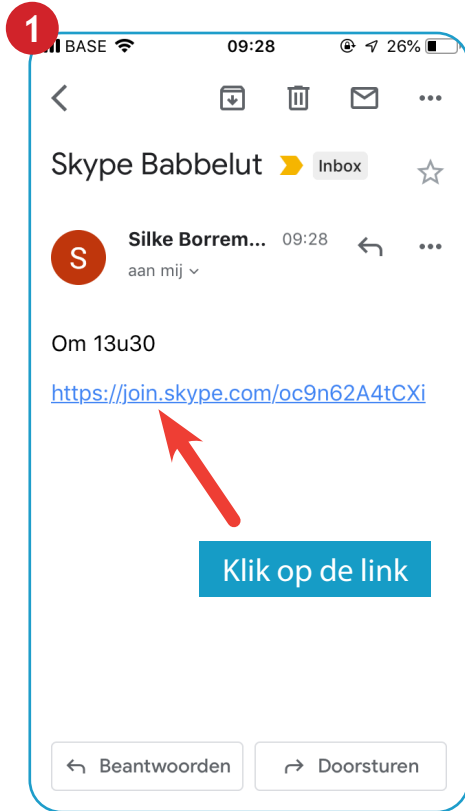 1
BASE 09:28 26%
Skype Babbelut Inbox
S
Silke Borrem... 09:28
aan mij
Om 13u30
https://join.skype.com/oc9n62A4tCXi
Klik op de link
Beantwoorden Doorsturen